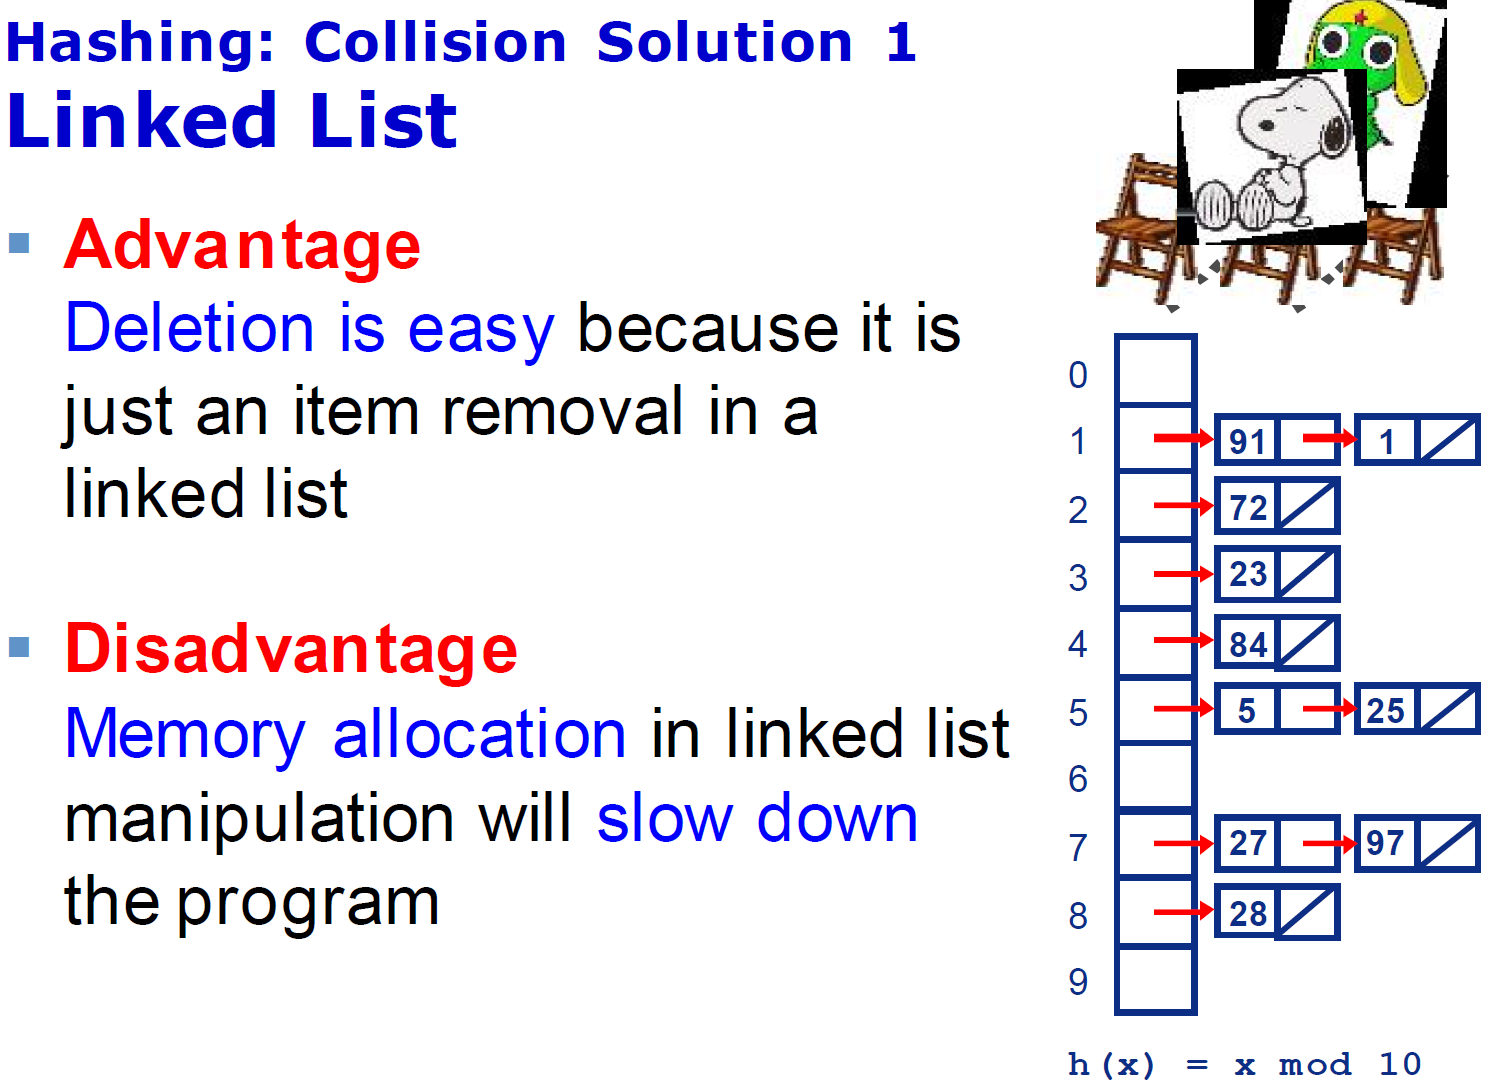 Hashing: Collision Solution 1
Linked List
Advantage
Deletion is easy because it is
just an item removal in a
linked list
Disadvantage
Memory allocation in linked list
manipulation will slow down
the program
0
1 91 1
2 72
3 23
4 84
5 5 25
6
7 27 97
8 28
9
h(x) = x mod 10